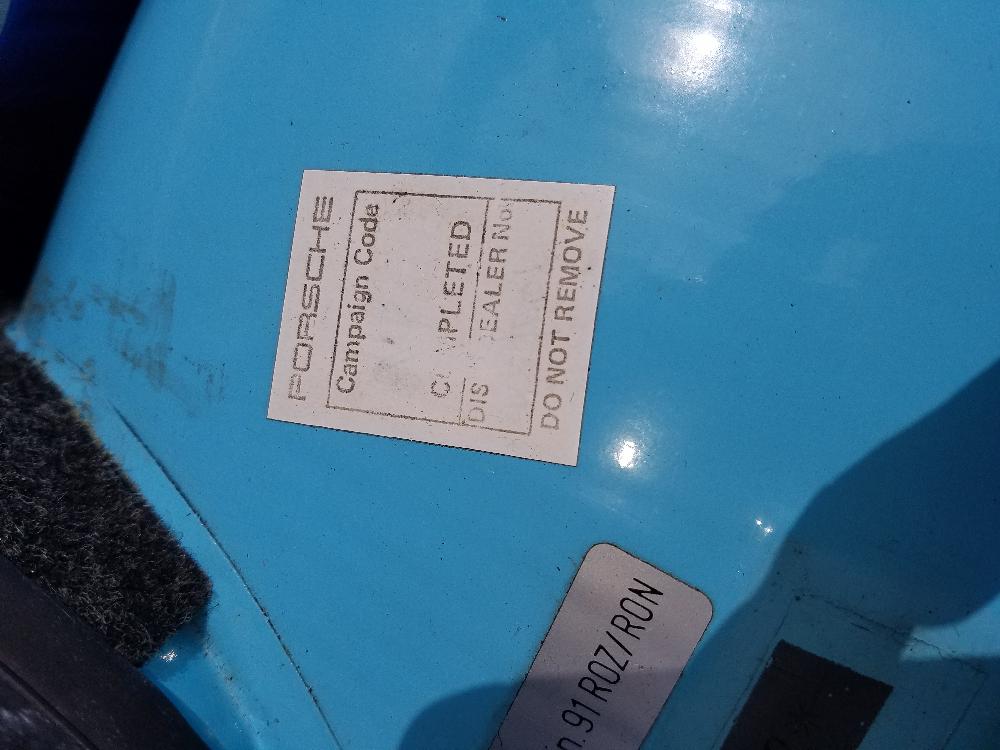 PORSCHE
Campaign Code
C PLETED
DIS EALER No
DO NOT REMOVE
n. 91 ROZ/RON